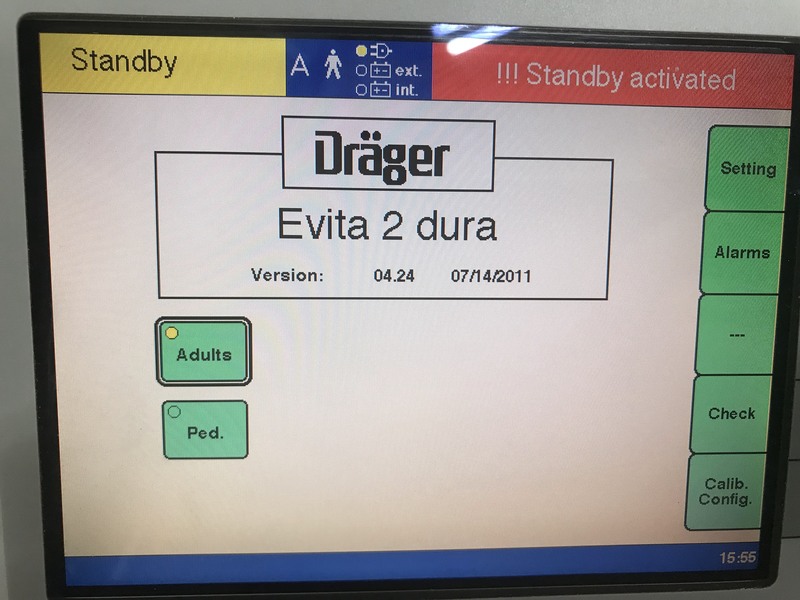 Standby
A
ext.
int.
!!! Standby activated
Dräger
Evita 2 dura
Version: 04.24 07/14/2011
Adults
Ped.
Setting
Alarms
---
Check
Calib.
Config.
15:55